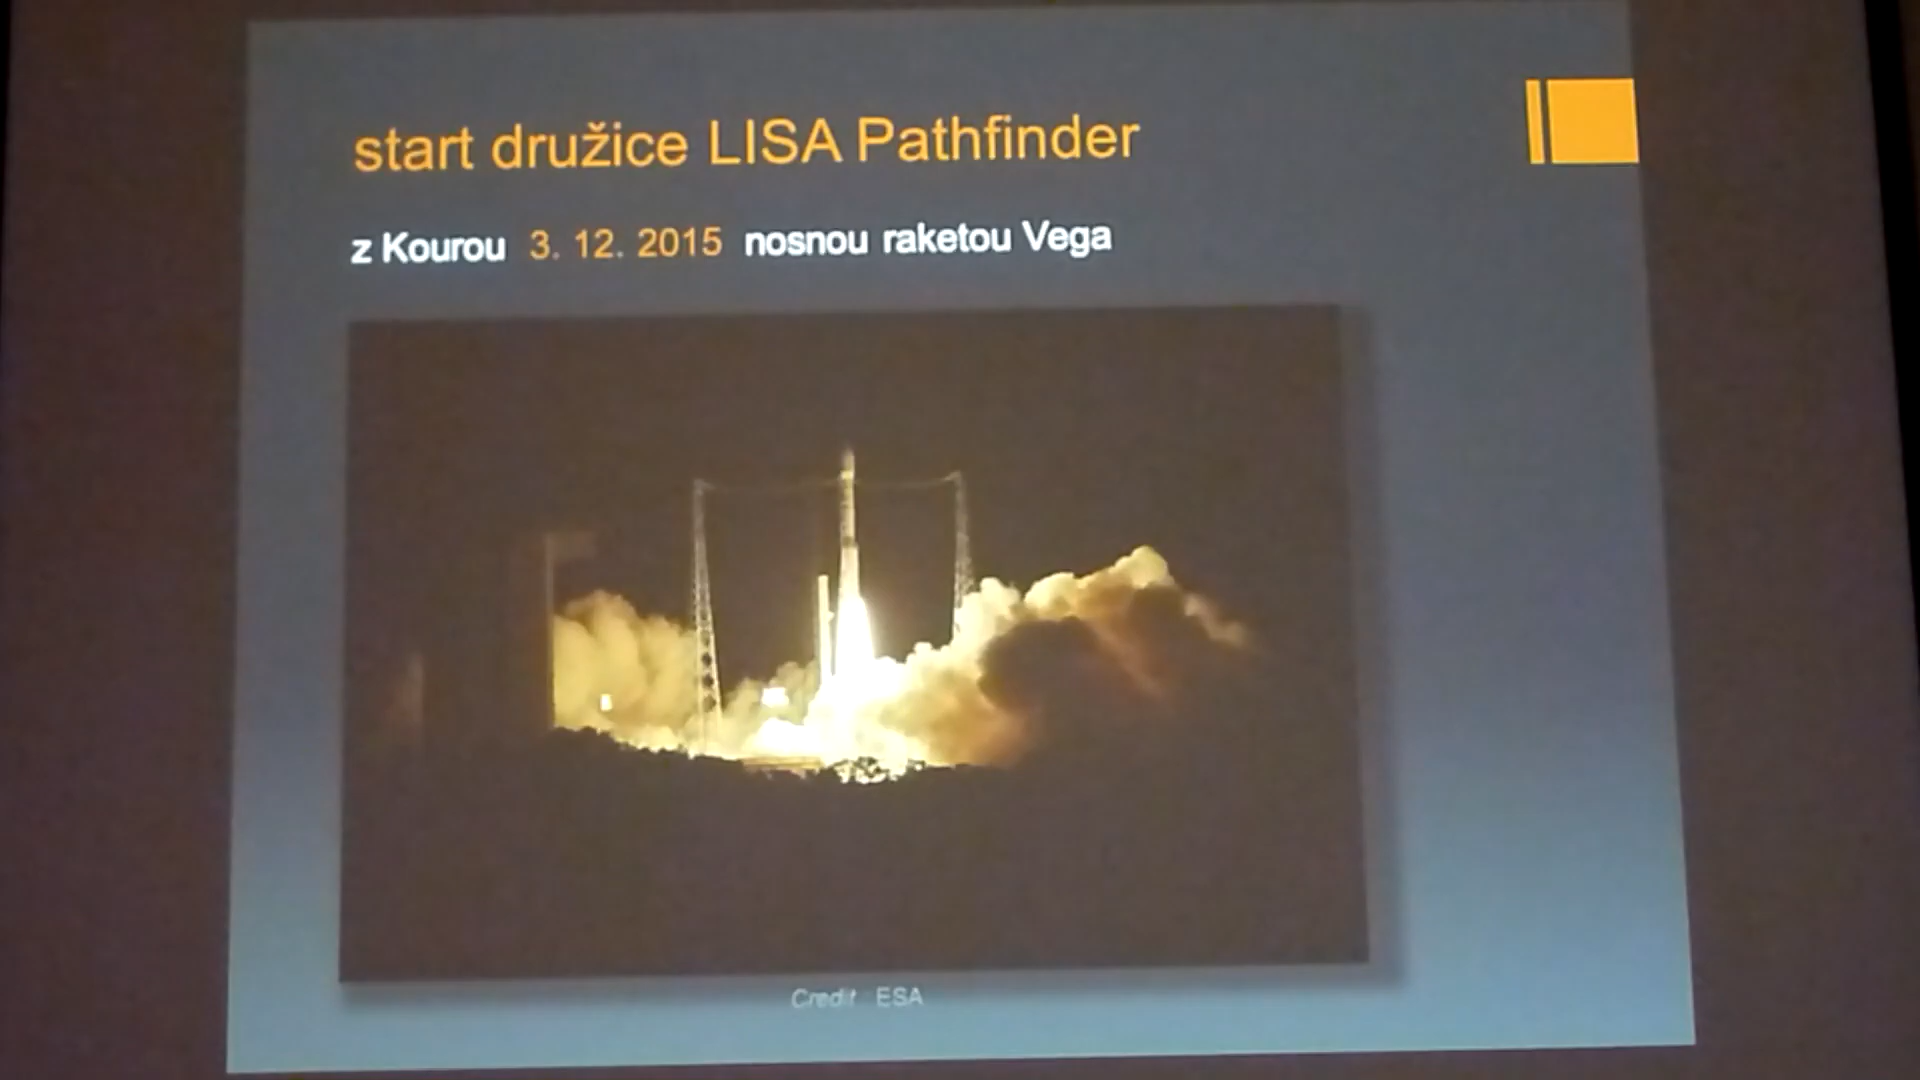 start družice LISA Pathfinder
z Kourou 3. 12. 2015 nosnou raketou Vega
Credit : ESA